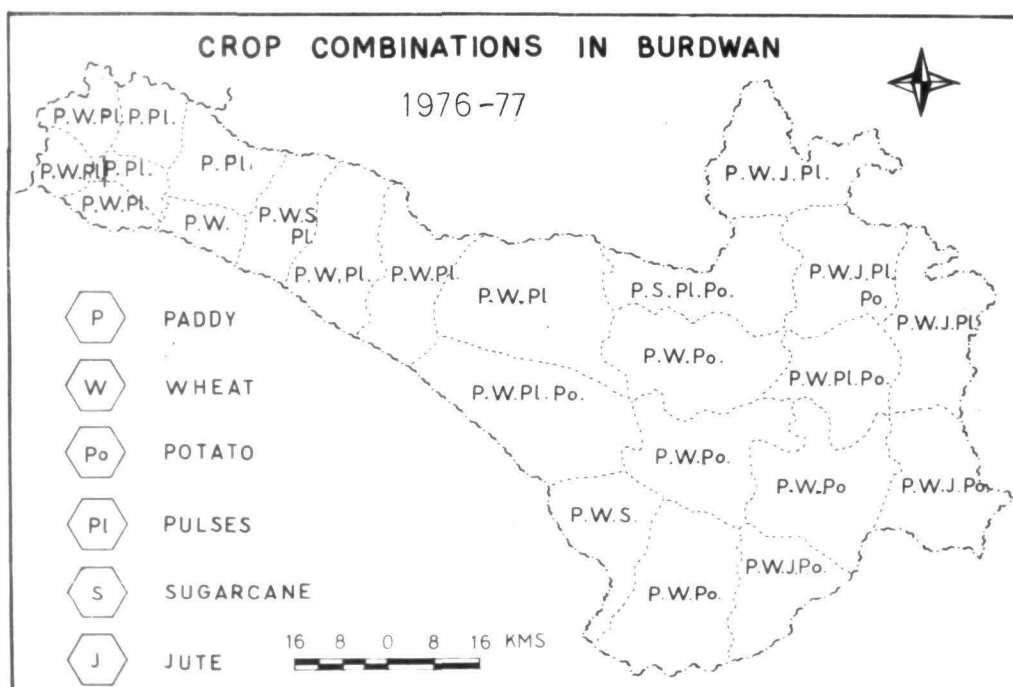 CROP COMBINATIONS IN BURDWAN
1976-77
P.W.Pl P.Pl.
P.W.Pl P.Pl.
P.Pl.
P.W.Pl.
P.W.
P.W.S
Pl.
P.W.Pl.
P.W.Pl.
P.W.Pl
P.W.J.Pl.
P.S.Pl.Po.
P.W.J.Pl.
Po.
P.W.J.Pl.
P.W.Po.
P.W.Pl.Po.
P.W.Pl.Po.
P.W.Po.
P.W.Po
P.W.J.Po.
P.W.S.
P.W.J.Po.
P.W.Po.
P PADDY
W WHEAT
Po POTATO
Pl PULSES
S SUGARCANE
J JUTE
16 8 0 8 16 KMS